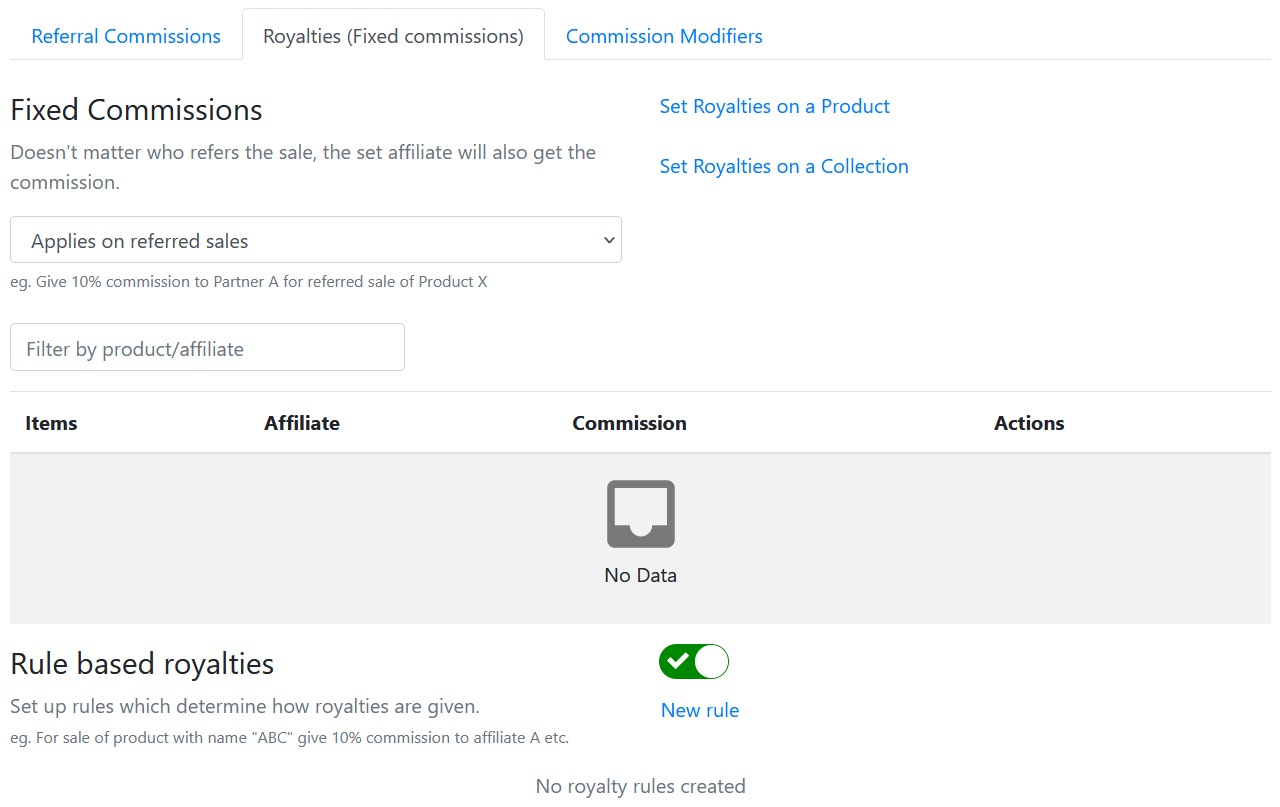 Referral Commissions
Royalties (Fixed commissions)
Commission Modifiers
Fixed Commissions
Doesn't matter who refers the sale, the set affiliate will also get the
commission.
Set Royalties on a Product
Set Royalties on a Collection
Applies on referred sales
eg. Give 10% commission to Partner A for referred sale of Product X
Filter by product/affiliate
Items
Affiliate
Commission
Actions
No Data
Rule based royalties
Set up rules which determine how royalties are given.
eg. For sale of product with name "ABC" give 10% commission to affiliate A etc.
New rule
No royalty rules created